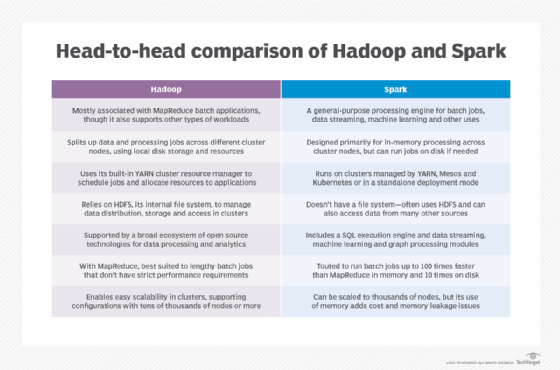 Head-to-head comparison of Hadoop and Spark
Hadoop
Spark
Mostly associated with MapReduce batch applications,
though it also supports other types of workloads
A general-purpose processing engine for batch jobs,
data streaming, machine learning and other uses
Splits up data and processing jobs across different cluster
nodes, using local disk storage and resources
Designed primarily for in-memory processing across
cluster nodes, but can run jobs on disk if needed
Uses its built-in YARN cluster resource manager to
schedule jobs and allocate resources to applications
Runs on clusters managed by YARN, Mesos and
Kubernetes or in a standalone deployment mode
Relies on HDFS, its internal file system, to manage
data distribution, storage and access in clusters
Doesn't have a file system—often uses HDFS and can
also access data from many other sources
Supported by a broad ecosystem of open source
technologies for data processing and analytics
Includes a SQL execution engine and data streaming,
machine learning and graph processing modules
With MapReduce, best suited to lengthy batch jobs
that don't have strict performance requirements
Touted to run batch jobs up to 100 times faster
than MapReduce in memory and 10 times on disk
Enables easy scalability in clusters, supporting
configurations with tens of thousands of nodes or more
Can be scaled to thousands of nodes, but its use
of memory adds cost and memory leakage issues
TechTarget